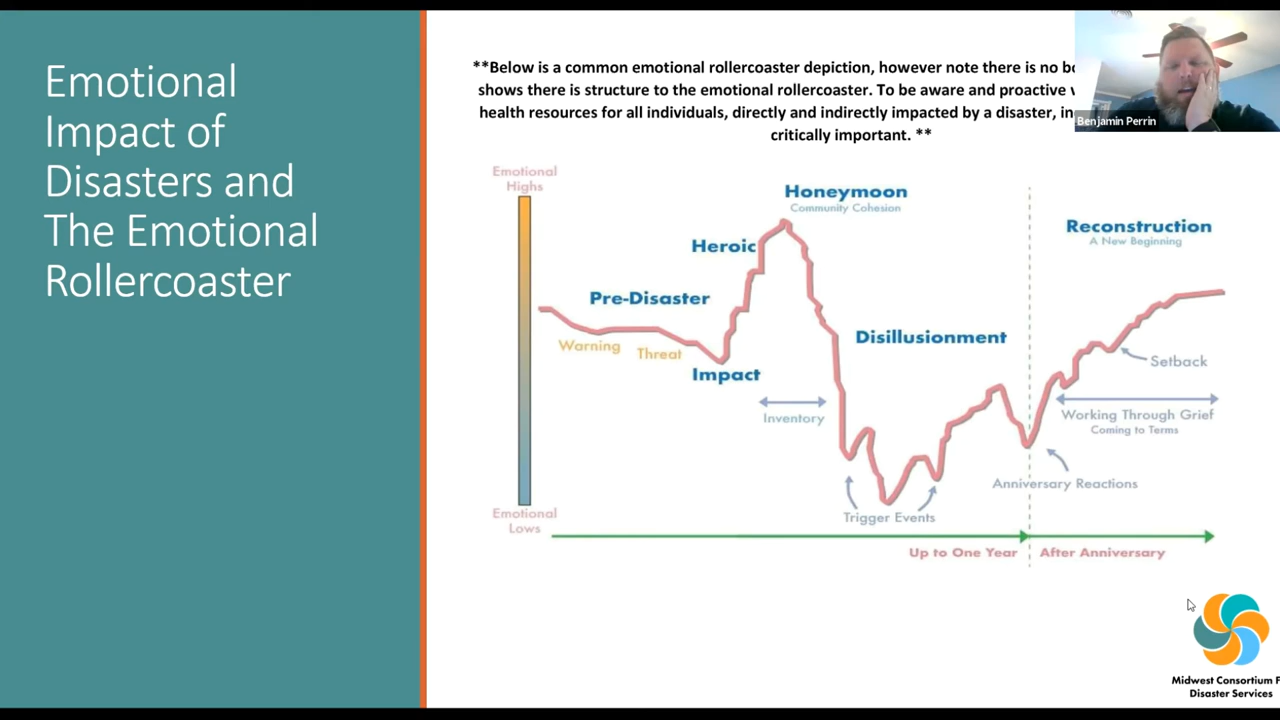 Emotional
Impact of
Disasters and
The Emotional
Rollercoaster
**Below is a common emotional rollercoaster depiction, however note there is no
shows there is structure to the emotional rollercoaster. To be aware and proactive
health resources for all individuals, directly and indirectly impacted by a disaster,
critically important. **
Benjamin Perrin
Emotional
Highs
Honeymoon
Community Cohesion
Heroic
Reconstruction
A New Beginning
Pre-Disaster
Warning
Threat
Impact
Disillusionment
Setback
Inventory
Working Through Grief
Coming to Terms
Anniversary Reactions
Trigger Events
Emotional
Lows
Up to One Year
After Anniversary
Midwest Consortium
Disaster Services